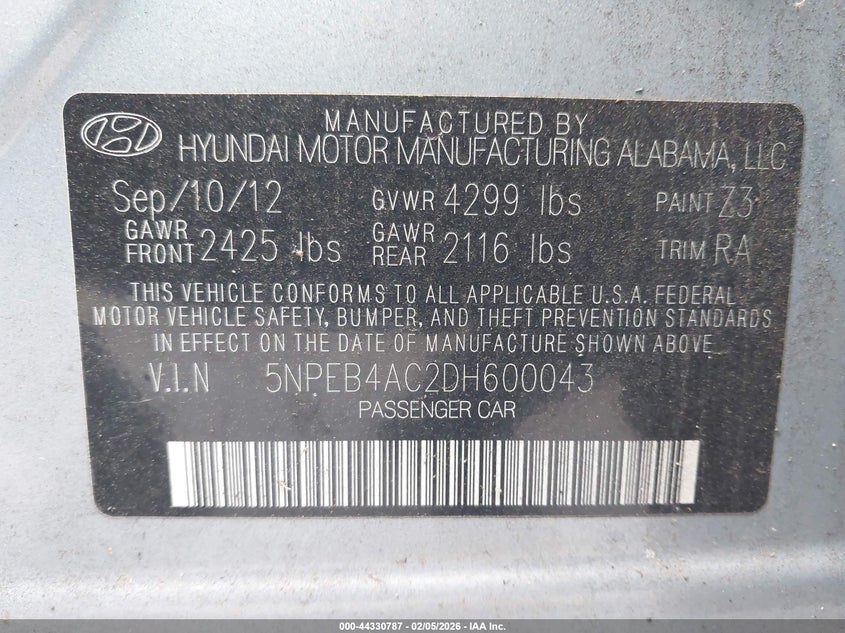 MANUFACTURED BY
HYUNDAI MOTOR MANUFACTURING ALABAMA, LLC
Sep/10/12 GVWR 4299 lbs PAINT Z3
GAWR FRONT 2425 lbs GAWR REAR 2116 lbs TRIM RA
THIS VEHICLE CONFORMS TO ALL APPLICABLE U.S.A. FEDERAL
MOTOR VEHICLE SAFETY, BUMPER, AND THEFT PREVENTION STANDARDS
IN EFFECT ON THE DATE OF MANUFACTURE SHOWN ABOVE.
V.I.N 5NPEB4AC2DH600043
PASSENGER CAR
000-44330787 - 02/05/2026 - IAA Inc.